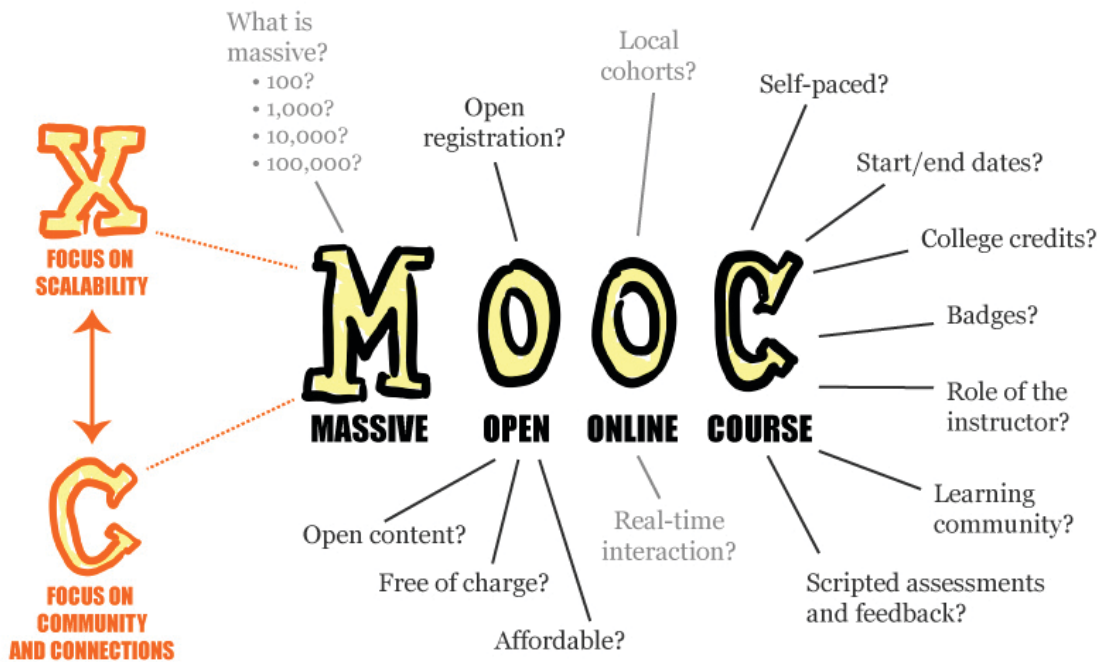 What is
massive?
• 100?
• 1,000?
• 10,000?
• 100,000?
Local
cohorts?
Self-paced?
Open
registration?
Start/end dates?
College credits?
Badges?
Role of the
instructor?
Learning
community?
Scripted assessments
and feedback?
X
FOCUS ON
SCALABILITY
C
FOCUS ON
COMMUNITY
AND CONNECTIONS
MOOC
MASSIVE OPEN ONLINE COURSE
Open content?
Free of charge?
Affordable?
Real-time
interaction?